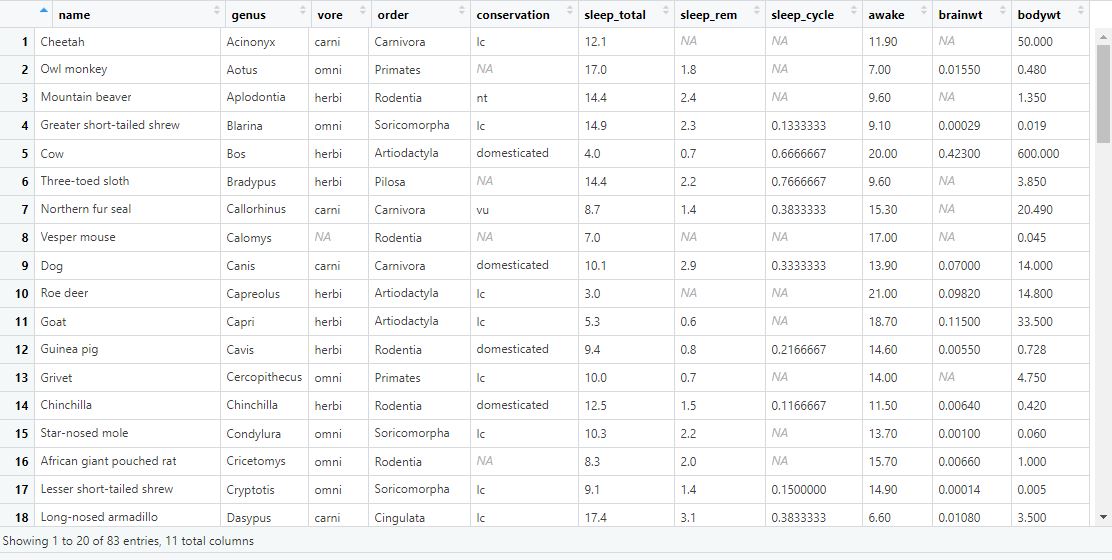 name genus vore order conservation sleep_total sleep_rem sleep_cycle awake brainwt bodywt
1 Cheetah Acinonyx carni Carnivora lc 12.1 NA NA 11.90 NA 50.000
2 Owl monkey Aotus omni Primates NA 17.0 1.8 NA 7.00 0.01550 0.480
3 Mountain beaver Aplodontia herbi Rodentia nt 14.4 2.4 NA 9.60 NA 1.350
4 Greater short-tailed shrew Blarina omni Soricomorpha lc 14.9 2.3 0.1333333 9.10 0.00029 0.019
5 Cow Bos herbi Artiodactyla domesticated 4.0 0.7 0.6666667 20.00 0.42300 600.000
6 Three-toed sloth Bradypus herbi Pilosa NA 14.4 2.2 0.7666667 9.60 NA 3.850
7 Northern fur seal Callorhinus carni Carnivora vu 8.7 1.4 0.3833333 15.30 NA 20.490
8 Vesper mouse Calomys NA Rodentia NA 7.0 NA NA 17.00 NA 0.045
9 Dog Canis carni Carnivora domesticated 10.1 2.9 0.3333333 13.90 0.07000 14.000
10 Roe deer Capreolus herbi Artiodactyla lc 3.0 NA NA 21.00 0.09820 14.800
11 Goat Capri herbi Artiodactyla lc 5.3 0.6 NA 18.70 0.11500 33.500
12 Guinea pig Cavis herbi Rodentia domesticated 9.4 0.8 0.2166667 14.60 0.00550 0.728
13 Grivet Cercopithecus omni Primates lc 10.0 0.7 NA 14.00 NA 4.750
14 Chinchilla Chinchilla herbi Rodentia domesticated 12.5 1.5 0.1166667 11.50 0.00640 0.420
15 Star-nosed mole Condylura omni Soricomorpha lc 10.3 2.2 NA 13.70 0.00100 0.060
16 African giant pouched rat Cricetomys omni Rodentia NA 8.3 2.0 NA 15.70 0.00660 1.000
17 Lesser short-tailed shrew Cryptotis omni Soricomorpha lc 9.1 1.4 0.1500000 14.90 0.00014 0.005
18 Long-nosed armadillo Dasypus carni Cingulata lc 17.4 3.1 0.3833333 6.60 0.01080 3.500
Showing 1 to 20 of 83 entries, 11 total columns